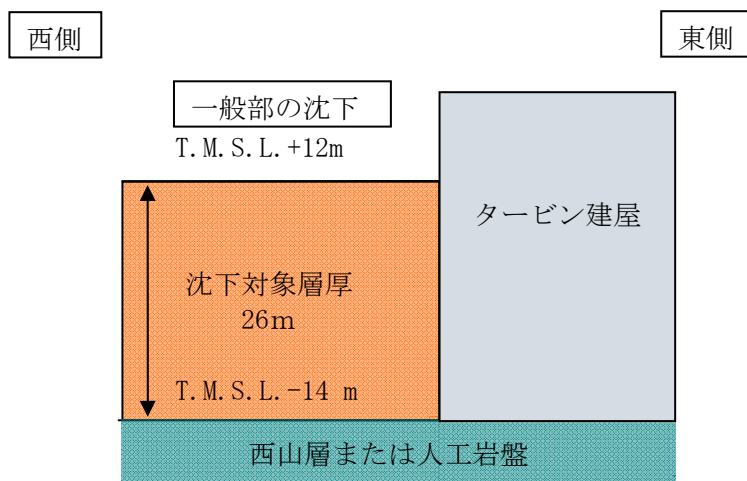 西側
東側
一般部の沈下
T.M.S.L.+12m
タービン建屋
沈下対象層厚
26m
T.M.S.L.-14 m
西山層または人工岩盤